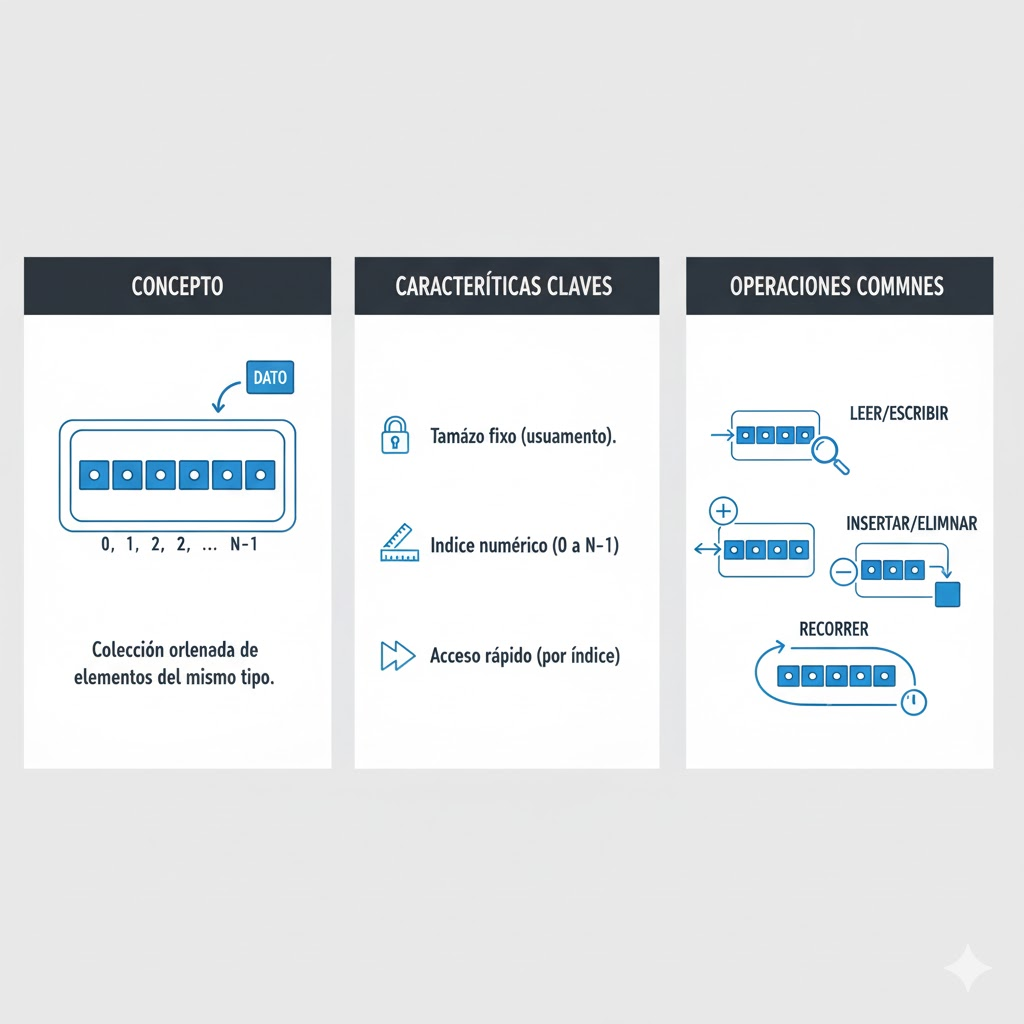 CONCEPTO
DATO
0, 1, 2, 2, ... N-1
Colección orlenada de
elementos del mismo tipo.
CARACTERÍTICAS CLAVES
Tamázo fixo (usuamento).
Indice numérico (0 a N-1)
Acceso rápido (por índice)
OPERACIONES COMMNES
LEER/ESCRIBIR
INSERTAR/ELIMNAR
RECORRER